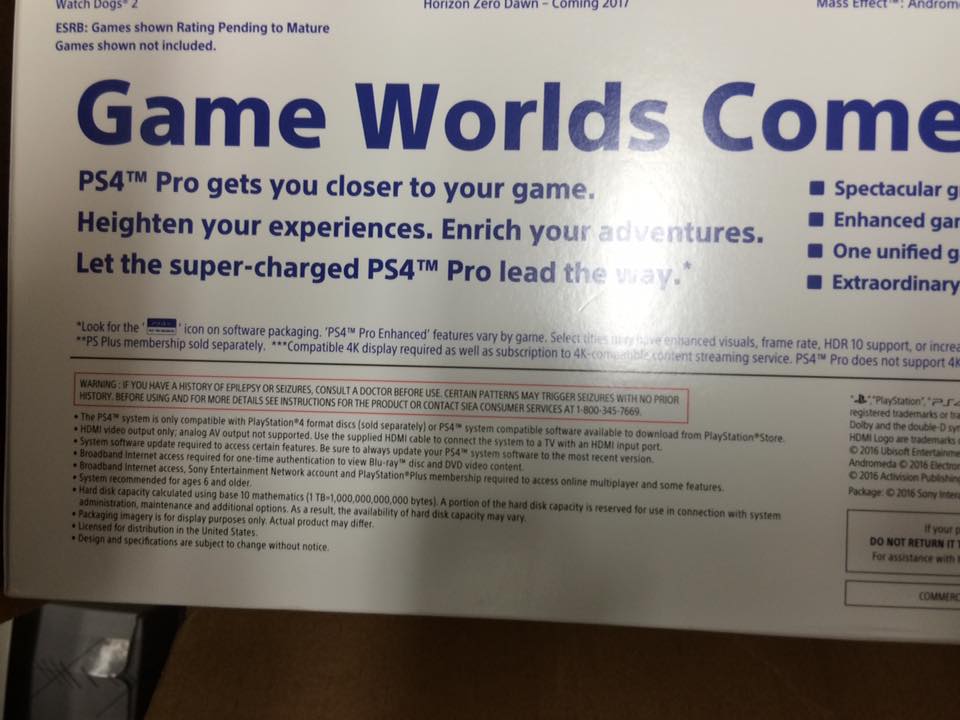 Watch Dogs® 2
Horizon Zero Dawn – Coming 2017
Mass Effect™: Androm
ESRB: Games shown Rating Pending to Mature
Games shown not included.
Game Worlds Come
PS4™ Pro gets you closer to your game.
Heighten your experiences. Enrich your adventures.
Let the super-charged PS4™ Pro lead the way.*
■ Spectacular g
■ Enhanced gar
■ One unified g
■ Extraordinary
*Look for the ' ' icon on software packaging. 'PS4™ Pro Enhanced' features vary by game. Select titles may have enhanced visuals, frame rate, HDR 10 support, or increa
**PS Plus membership sold separately. ***Compatible 4K display required as well as subscription to 4K-compatible content streaming service. PS4™ Pro does not support 4K
WARNING : IF YOU HAVE A HISTORY OF EPILEPSY OR SEIZURES, CONSULT A DOCTOR BEFORE USE. CERTAIN PATTERNS MAY TRIGGER SEIZURES WITH NO PRIOR
HISTORY. BEFORE USING AND FOR MORE DETAILS SEE INSTRUCTIONS FOR THE PRODUCT OR CONTACT SIEA CONSUMER SERVICES AT 1-800-345-7669.
• The PS4™ system is only compatible with PlayStation®4 format discs (sold separately) or PS4™ system compatible software available to download from PlayStation®Store.
• HDMI video output only; analog AV output not supported. Use the supplied HDMI cable to connect the system to a TV with an HDMI input port.
• System software update required to access certain features. Be sure to always update your PS4™ system software to the most recent version.
• Broadband Internet access required for one-time authentication to view Blu-ray™ disc and DVD video content.
• Broadband Internet access, Sony Entertainment Network account and PlayStation®Plus membership required to access online multiplayer and some features.
• System recommended for ages 6 and older.
• Hard disk capacity calculated using base 10 mathematics (1 TB=1,000,000,000,000 bytes). A portion of the hard disk capacity is reserved for use in connection with system
administration, maintenance and additional options. As a result, the availability of hard disk capacity may vary.
• Packaging imagery is for display purposes only. Actual product may differ.
• Licensed for distribution in the United States.
• Design and specifications are subject to change without notice.
" ", "PlayStation", "PS4
registered trademarks or tra
Dolby and the double-D sym
HDMI Logo are trademarks
© 2016 Ubisoft Entertainme
Andromeda © 2016 Electron
© 2016 Activision Publishing
Package: © 2016 Sony Intera
If your p
DO NOT RETURN IT T
For assistance with
COMMERC